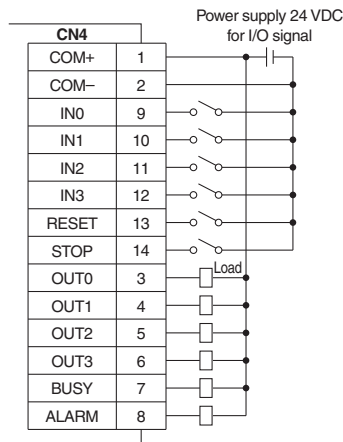 Power supply 24 VDC
for I/O signal
CN4
COM+ 1
COM− 2
IN0 9
IN1 10
IN2 11
IN3 12
RESET 13
STOP 14
Load
OUT0 3
OUT1 4
OUT2 5
OUT3 6
BUSY 7
ALARM 8